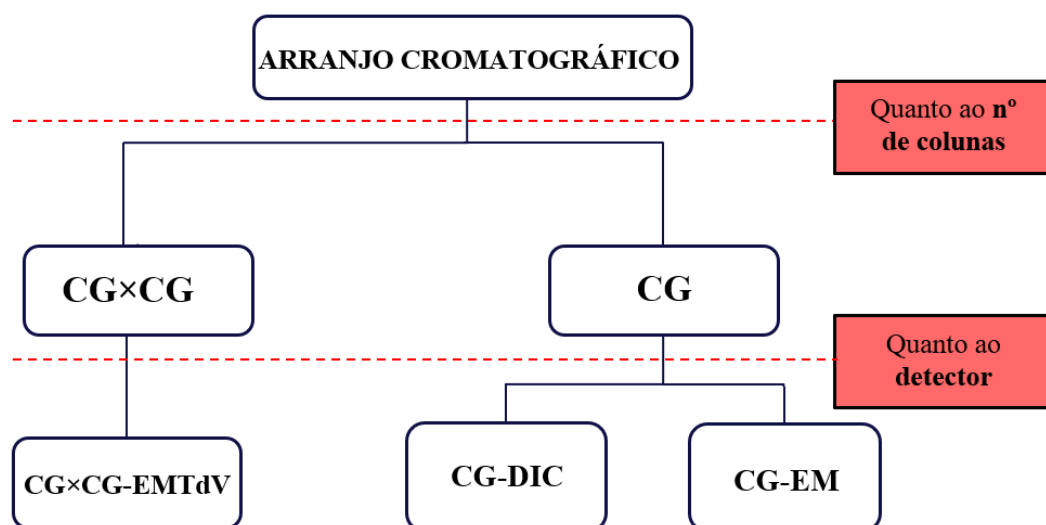 ARRANJO CROMATOGRÁFICO
Quanto ao nº
de colunas
CG×CG
CG
Quanto ao
detector
CG×CG-EMTdV
CG-DIC
CG-EM